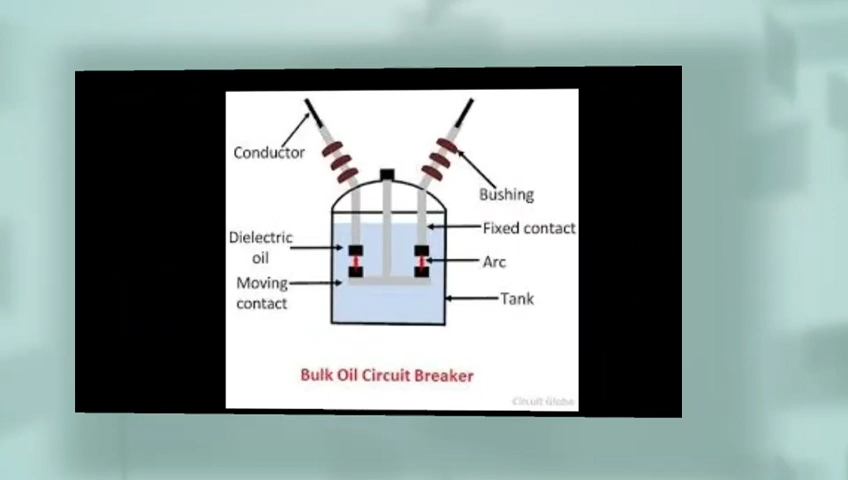 Conductor
Bushing
Fixed contact
Dielectric
oil
Arc
Moving
contact
Tank
Bulk Oil Circuit Breaker
Circuit Globe